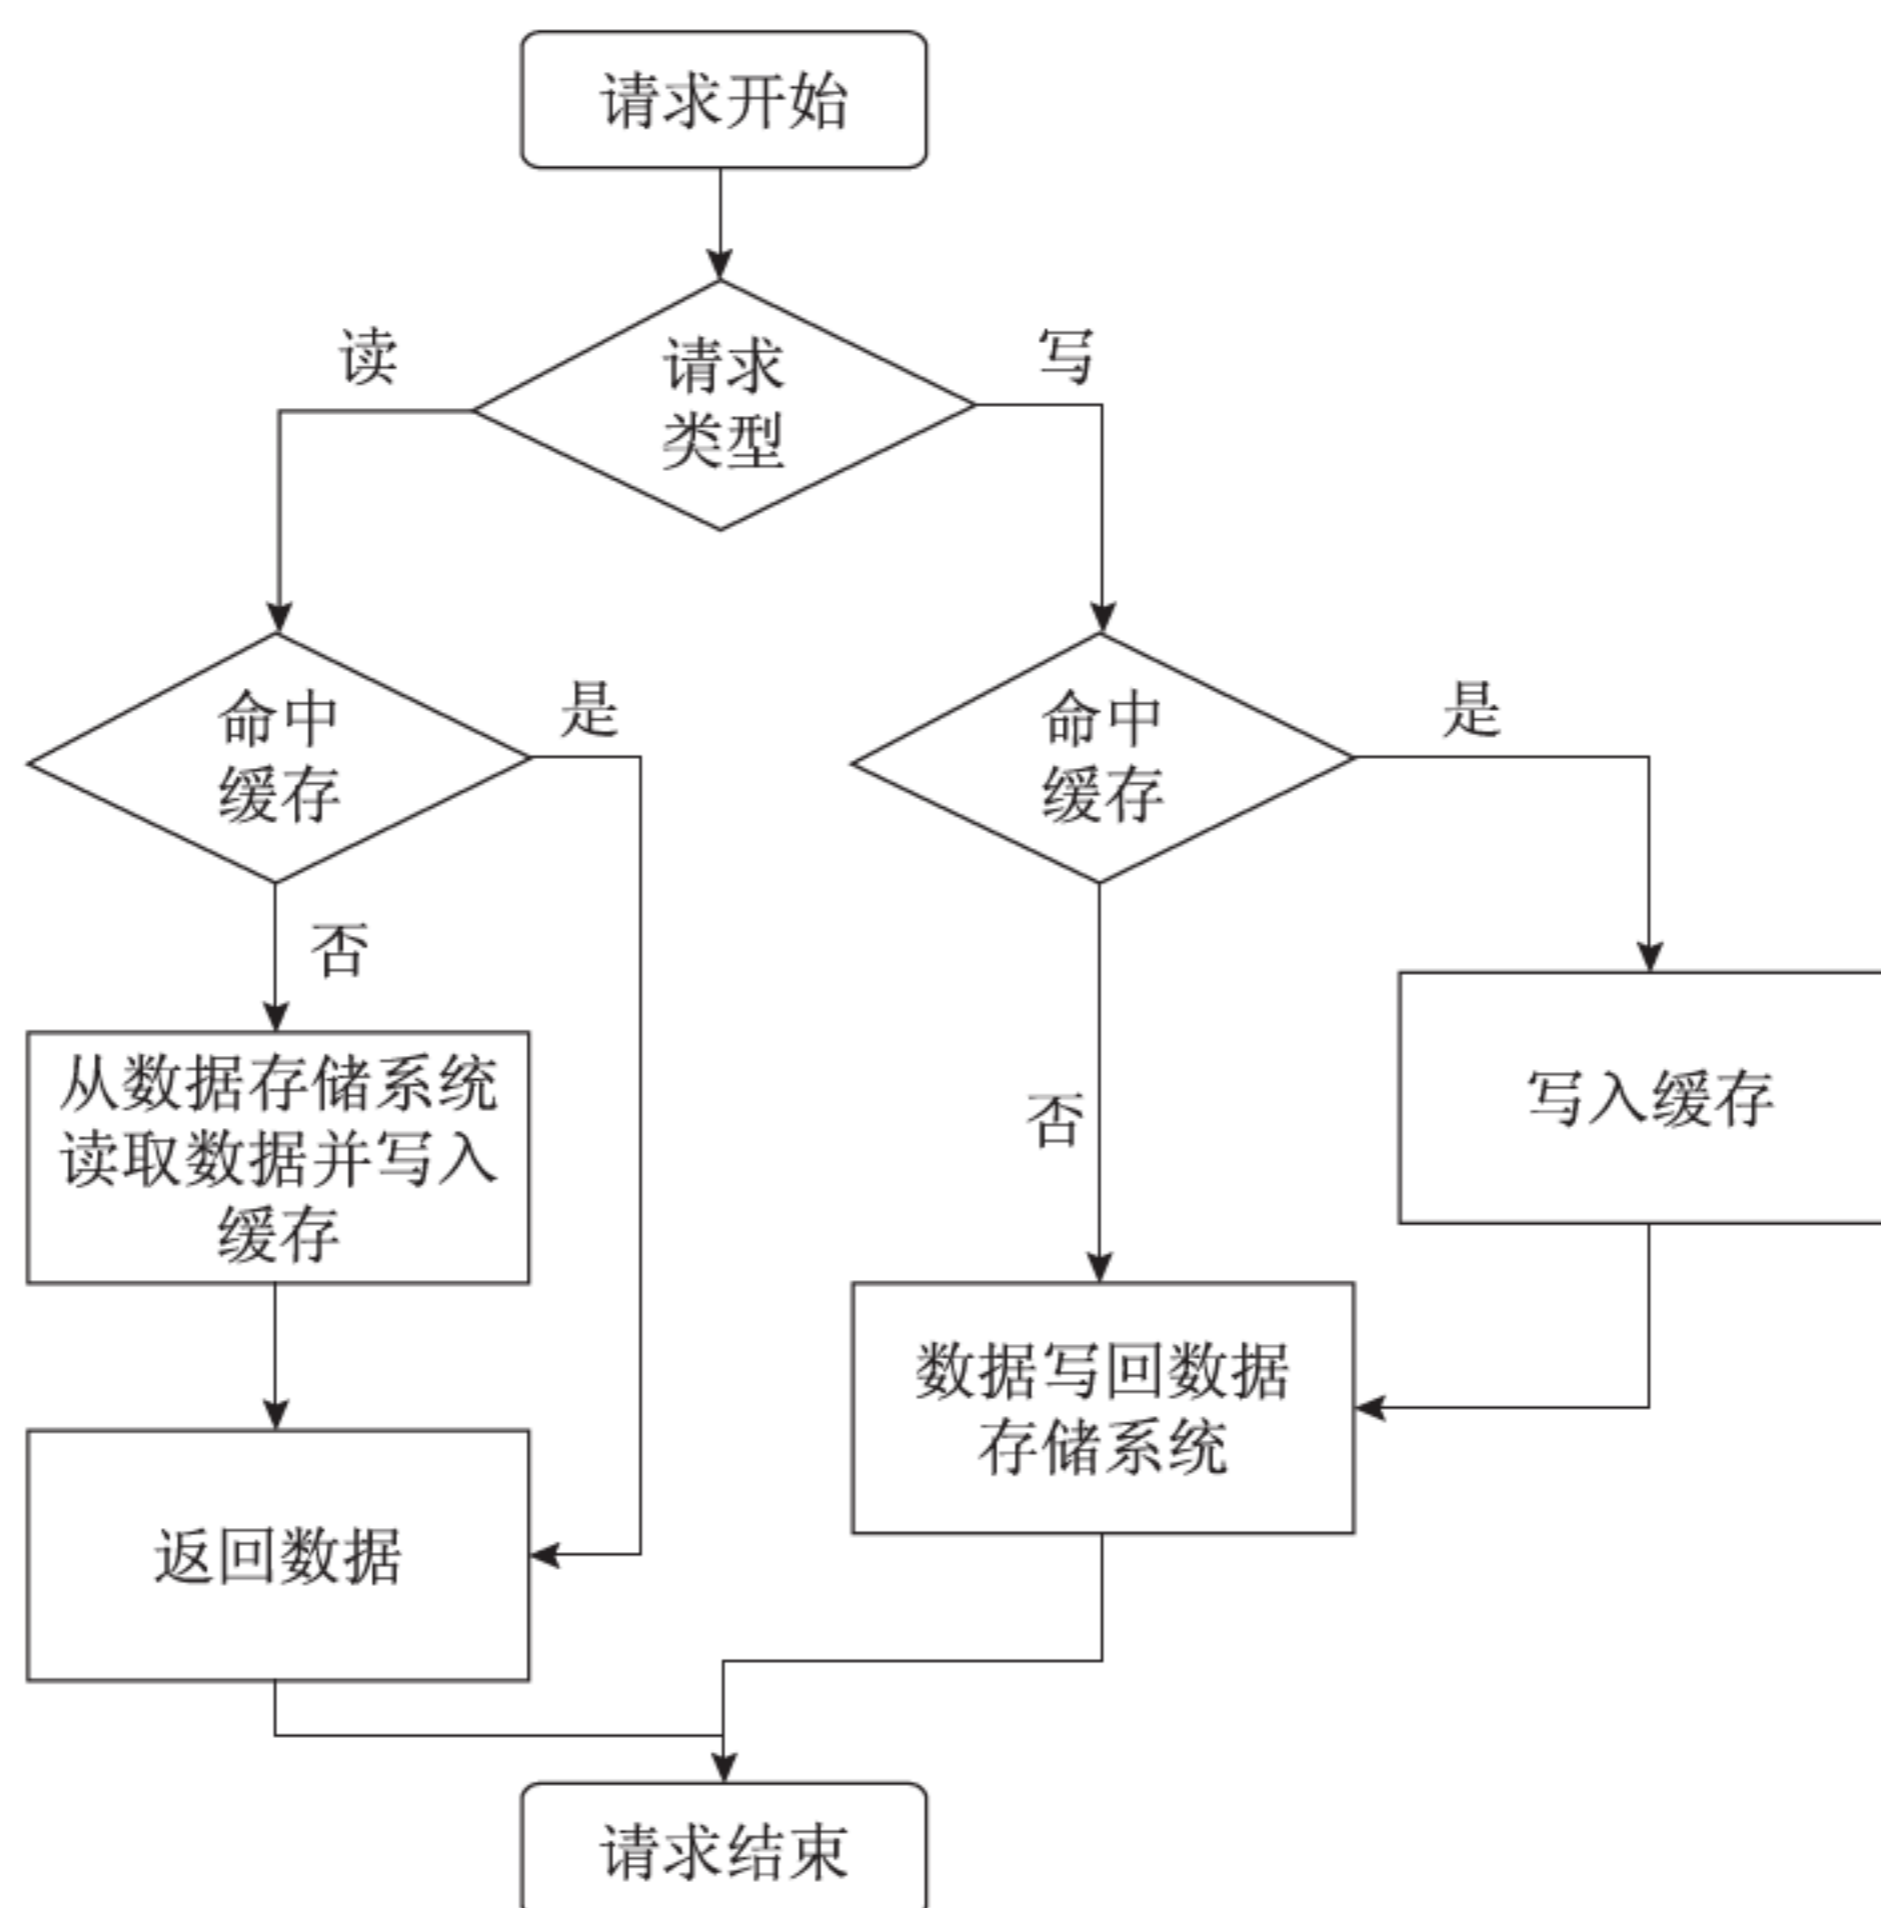 请求开始
读
请求
类型
写
命中
缓存
是
命中
缓存
是
否
从数据存储系统
读取数据并写入
缓存
否
写入缓存
数据写回数据
存储系统
返回数据
请求结束